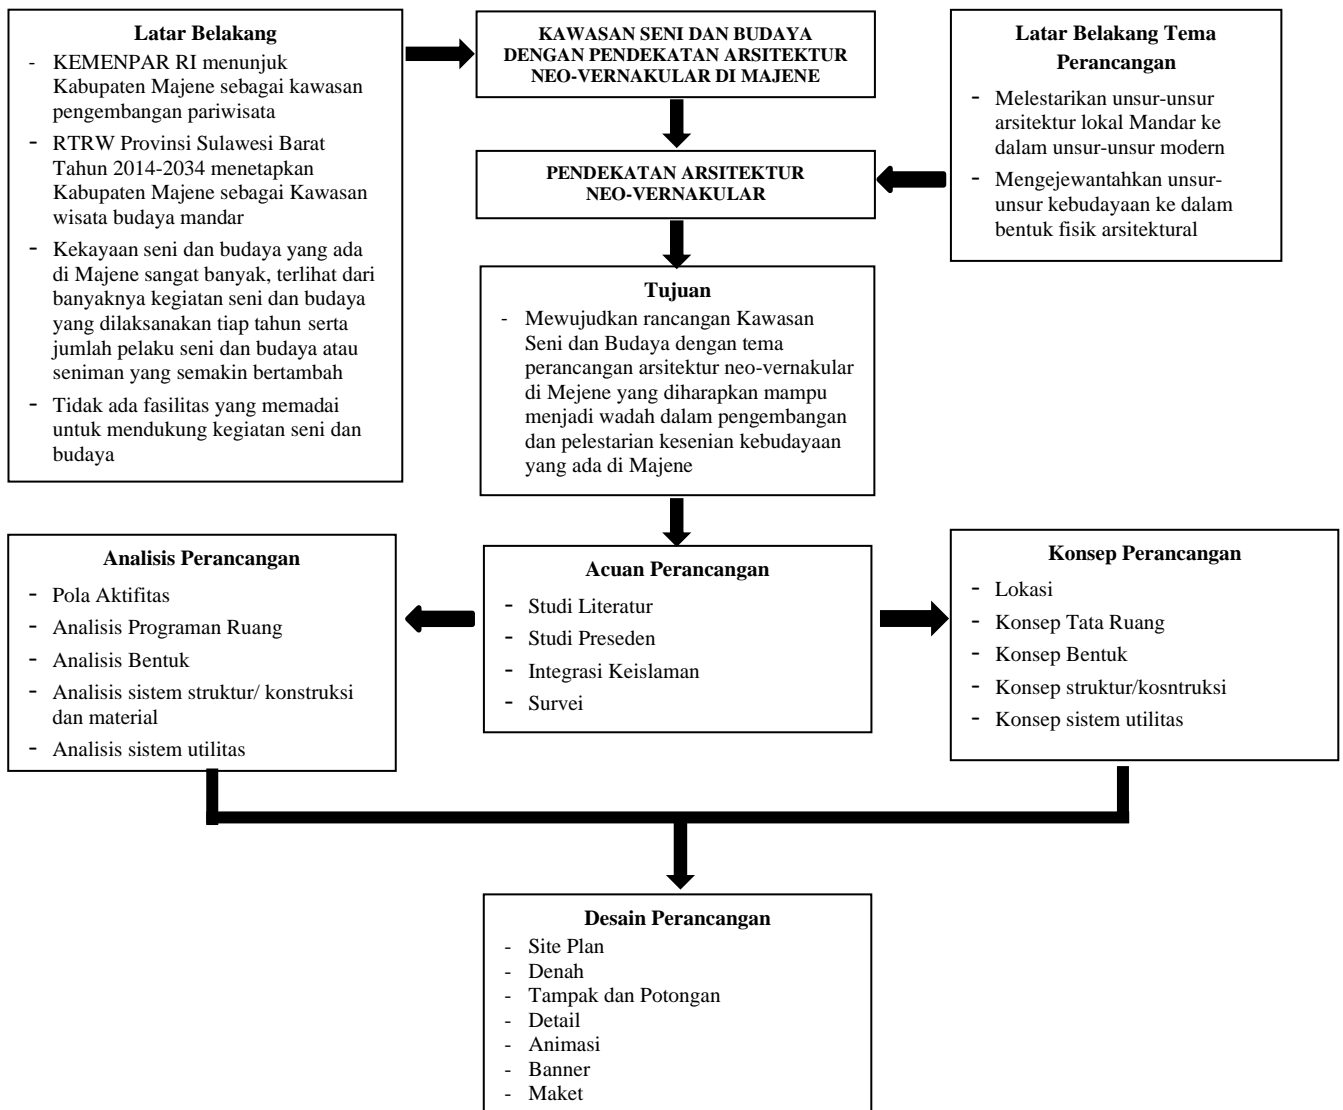 Latar Belakang
- KEMENPAR RI menunjuk
Kabupaten Majene sebagai kawasan
pengembangan pariwisata
- RTRW Provinsi Sulawesi Barat
Tahun 2014-2034 menetapkan
Kabupaten Majene sebagai Kawasan
wisata budaya mandar
- Kekayaan seni dan budaya yang ada
di Majene sangat banyak, terlihat dari
banyaknya kegiatan seni dan budaya
yang dilaksanakan tiap tahun serta
jumlah pelaku seni dan budaya atau
seniman yang semakin bertambah
- Tidak ada fasilitas yang memadai
untuk mendukung kegiatan seni dan
budaya
KAWASAN SENI DAN BUDAYA
DENGAN PENDEKATAN ARSITEKTUR
NEO-VERNAKULAR DI MAJENE
Latar Belakang Tema
Perancangan
- Melestarikan unsur-unsur
arsitektur lokal Mandar ke
dalam unsur-unsur modern
- Mengejewantahkan unsur-
unsur kebudayaan ke dalam
bentuk fisik arsitektural
PENDEKATAN ARSITEKTUR
NEO-VERNAKULAR
Tujuan
- Mewujudkan rancangan Kawasan
Seni dan Budaya dengan tema
perancangan arsitektur neo-vernakular
di Mejene yang diharapkan mampu
menjadi wadah dalam pengembangan
dan pelestarian kesenian kebudayaan
yang ada di Majene
Analisis Perancangan
- Pola Aktifitas
- Analisis Programan Ruang
- Analisis Bentuk
- Analisis sistem struktur/ konstruksi
dan material
- Analisis sistem utilitas
Acuan Perancangan
- Studi Literatur
- Studi Preseden
- Integrasi Keislaman
- Survei
Konsep Perancangan
- Lokasi
- Konsep Tata Ruang
- Konsep Bentuk
- Konsep struktur/kosntruksi
- Konsep sistem utilitas
Desain Perancangan
- Site Plan
- Denah
- Tampak dan Potongan
- Detail
- Animasi
- Banner
- Maket